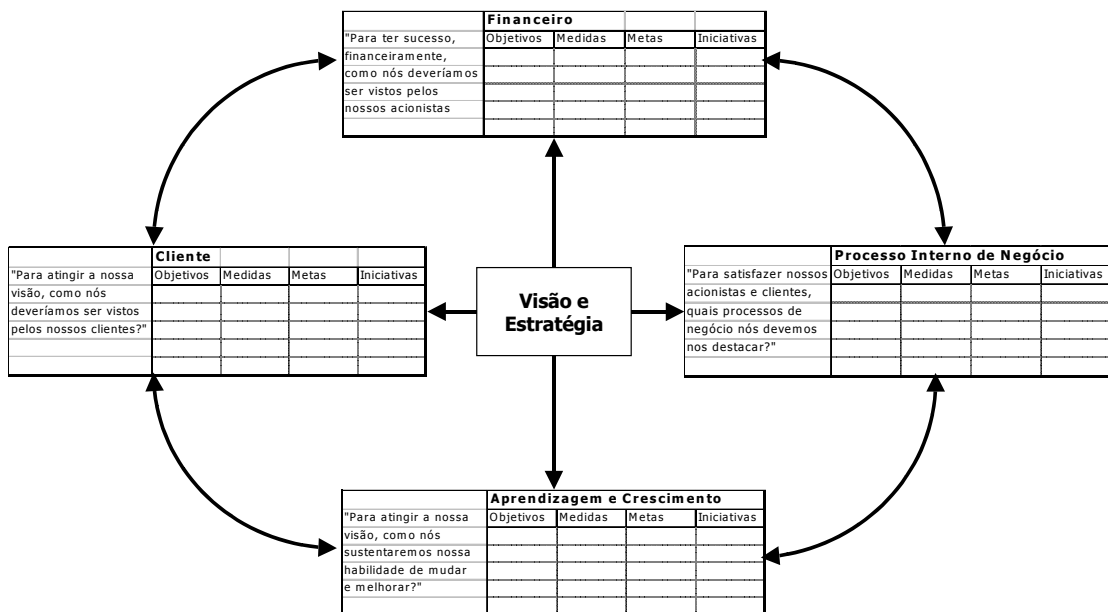 Financeiro
"Para ter sucesso, Objetivos Medidas Metas Iniciativas
financeiramente,
como nós deveríamos
ser vistos pelos
nossos acionistas
Cliente
"Para atingir a nossa Objetivos Medidas Metas Iniciativas
visão, como nós
deveríamos ser vistos
pelos nossos clientes?"
Visão e
Estratégia
Processo Interno de Negócio
"Para satisfazer nossos Objetivos Medidas Metas Iniciativas
acionistas e clientes,
quais processos de
negócio nós devemos
nos destacar?"
Aprendizagem e Crescimento
"Para atingir a nossa Objetivos Medidas Metas Iniciativas
visão, como nós
sustentaremos nossa
habilidade de mudar
e melhorar?"